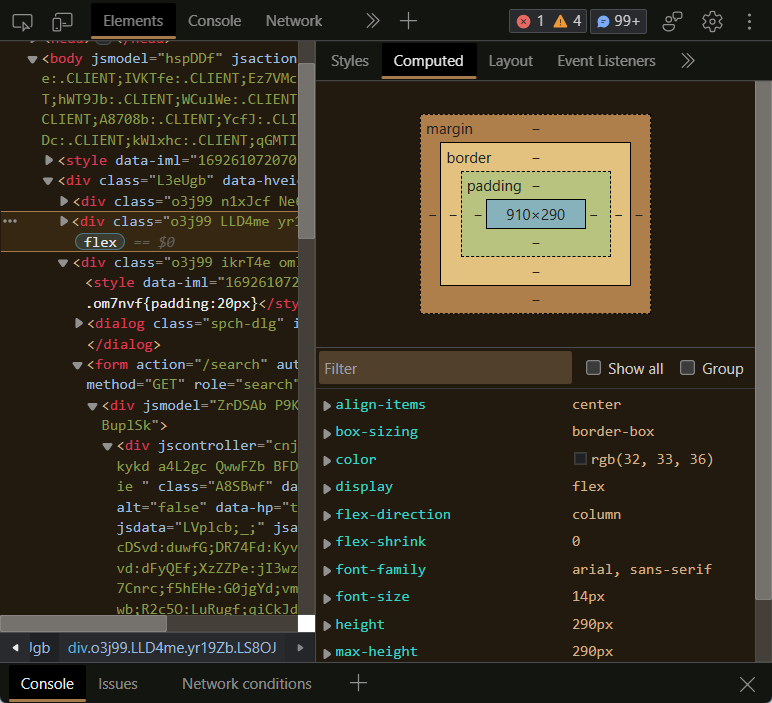 Elements Console Network 1 4 99+
<head> </head>
<body jsmodel="hspDDf" jsaction
e:.CLIENT;IVKTfe:.CLIENT;Ez7VMc
T;hWT9Jb:.CLIENT;WCulWe:.CLIENT
CLIENT;A8708b:.CLIENT;YcfJ:.CLI
Dc:.CLIENT;kWlxhc:.CLIENT;qGMTI
<style data-iml="169261072070
<div class="L3eUgb" data-hvei
<div class="o3j99 n1xJcf Ne
<div class="o3j99 LLD4me yr1
flex == $0
<div class="o3j99 ikrT4e om
<style data-iml="169261072
.om7nvf{padding:20px}</sty
<dialog class="spch-dlg" i
</dialog>
<form action="/search" aut
method="GET" role="search"
<div jsmodel="ZrDSAb P9K
BuplSk">
<div jscontroller="cnj
kykd a4L2gc QwwFZb BFD
ie " class="A8SBwf" da
alt="false" data-hp="t
jsdata="LVplcb;_;" jsa
cDSvd:duwfG;DR74Fd:Kyv
vd:dFyQEf;XzZZPe:jI3wz
7Cnrc;f5hEHe:G0jgYd;vm
wb;R2c5O:LuRugf;qiCkJd
Jgb div.o3j99.LLD4me.yr19Zb.LS8OJ
Styles Computed Layout Event Listeners
margin –
border –
padding –
– – – 910×290 – – –
–
–
–
Filter Show all Group
align-items center
box-sizing border-box
color rgb(32, 33, 36)
display flex
flex-direction column
flex-shrink 0
font-family arial, sans-serif
font-size 14px
height 290px
max-height 290px
Console Issues Network conditions